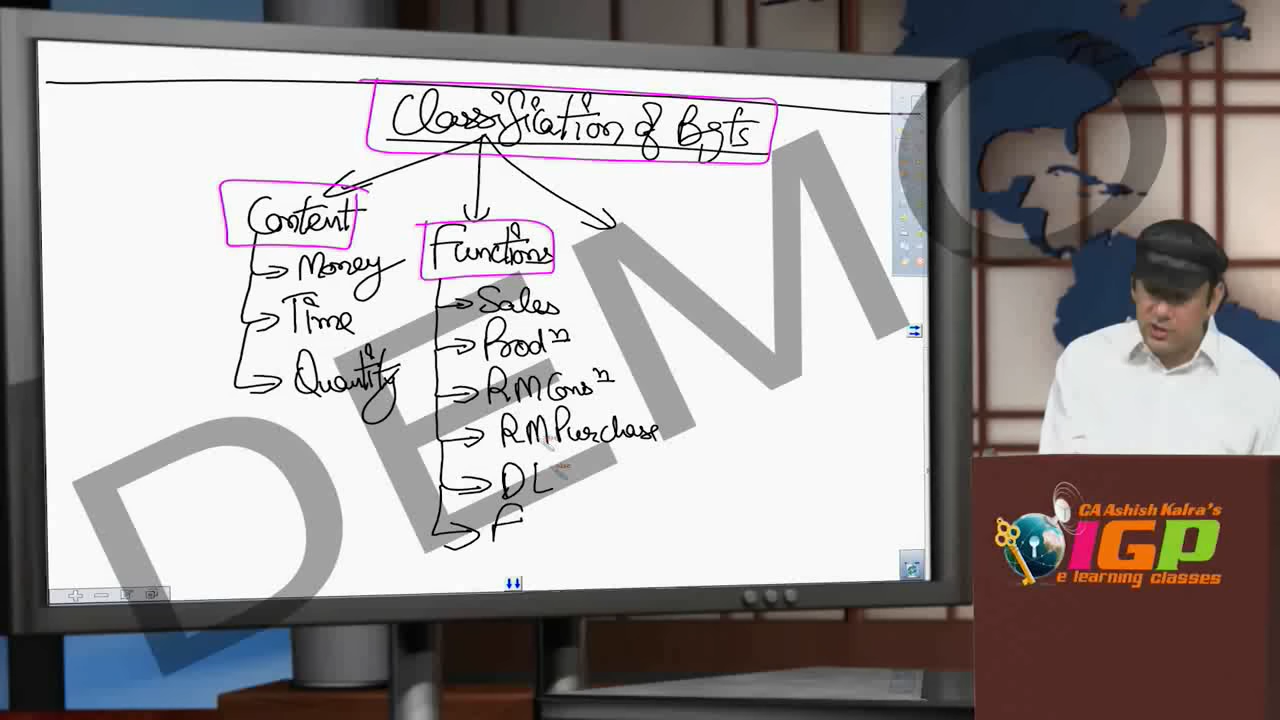 Classification of Bgts
Content
Money
Time
Quantity
Functions
Sales
Prodⁿ
RM Consⁿ
RM Purchase
DL
F
DEMO
CA Ashish Kalra's
IGP
e learning classes